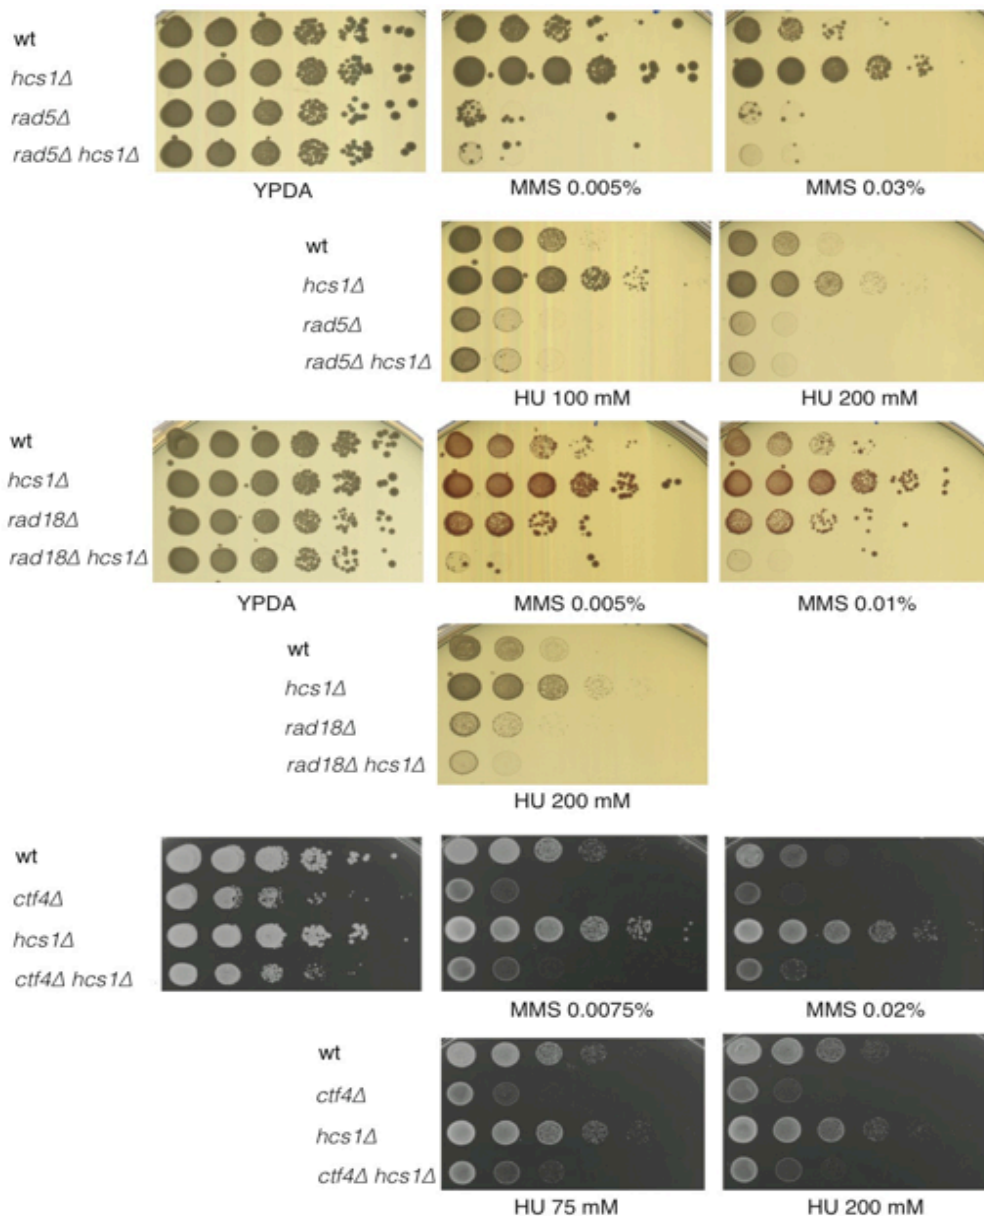 wt
hcs1Δ
rad5Δ
rad5Δ hcs1Δ
YPDA
MMS 0.005%
MMS 0.03%
wt
hcs1Δ
rad5Δ
rad5Δ hcs1Δ
HU 100 mM
HU 200 mM
wt
hcs1Δ
rad18Δ
rad18Δ hcs1Δ
YPDA
MMS 0.005%
MMS 0.01%
wt
hcs1Δ
rad18Δ
rad18Δ hcs1Δ
HU 200 mM
wt
ctf4Δ
hcs1Δ
ctf4Δ hcs1Δ
MMS 0.0075%
MMS 0.02%
wt
ctf4Δ
hcs1Δ
ctf4Δ hcs1Δ
HU 75 mM
HU 200 mM